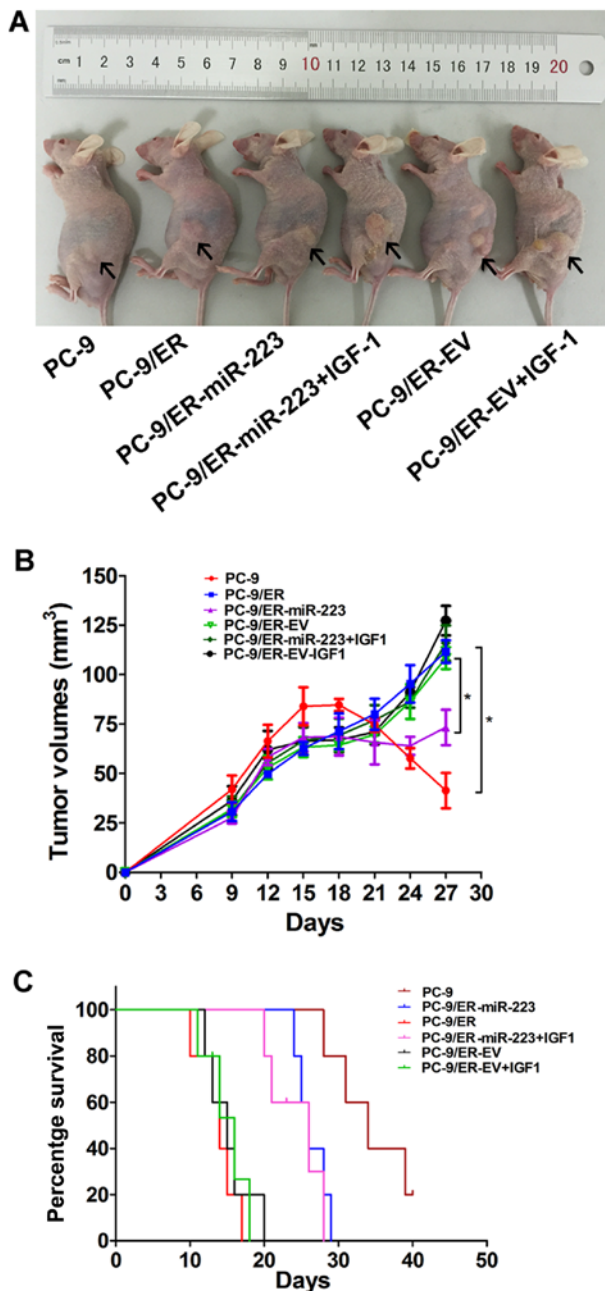 A
cm 1 2 3 4 5 6 7 8 9 10 11 12 13 14 15 16 17 18 19 20
PC-9
PC-9/ER
PC-9/ER-miR-223
PC-9/ER-miR-223+IGF-1
PC-9/ER-EV
PC-9/ER-EV+IGF-1
B
Tumor volumes (mm³)
150
125
100
75
50
25
0
PC-9
PC-9/ER
PC-9/ER-miR-223
PC-9/ER-EV
PC-9/ER-miR-223+IGF1
PC-9/ER-EV-IGF1
*
*
0 3 6 9 12 15 18 21 24 27 30
Days
C
Percentge survival
100
80
60
40
20
0
PC-9
PC-9/ER-miR-223
PC-9/ER
PC-9/ER-miR-223+IGF1
PC-9/ER-EV
PC-9/ER-EV+IGF1
0 10 20 30 40 50
Days